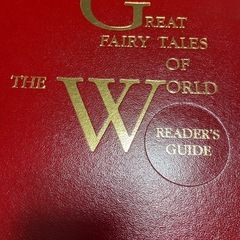 GREAT
FAIRY TALES
OF
THE WORLD
READER'S
GUIDE